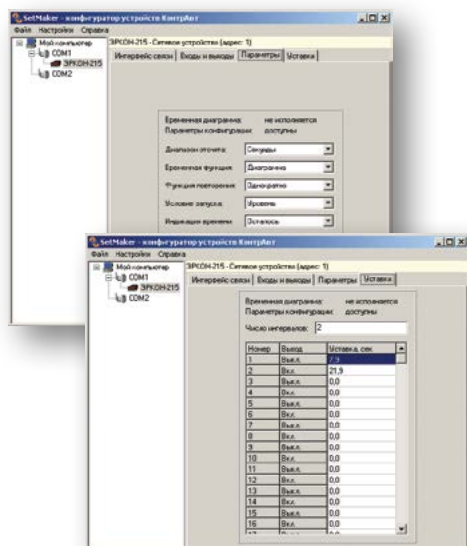 SetMaker - конфигуратор устройств КонтрАвт
Файл Настройки Справка
Мой компьютер
COM1
ЭРКОН-215
COM2
ЭРКОН-215 - Сетевое устройство (адрес: 1)
Интерфейс связи Входы и выходы Параметры Уставка
Временная диаграмма: не исполняется
Параметры конфигурации: доступны
Диапазон отсчета: Секунды
Временная функция: Диаграмма
Функция повторения: Однократно
Условие запуска: Уровень
Индикация времени: Осталось
SetMaker - конфигуратор устройств КонтрАвт
Файл Настройки Справка
Мой компьютер
COM1
ЭРКОН-215
COM2
ЭРКОН-215 - Сетевое устройство (адрес: 1)
Интерфейс связи Входы и выходы Параметры Уставка
Временная диаграмма: не исполняется
Параметры конфигурации: доступны
Число интервалов: 2
Номер Выход Уставка, сек
1 Выкл. 7,9
2 Вкл. 21,9
3 Выкл. 0,0
4 Вкл. 0,0
5 Выкл. 0,0
6 Вкл. 0,0
7 Выкл. 0,0
8 Вкл. 0,0
9 Выкл. 0,0
10 Вкл. 0,0
11 Выкл. 0,0
12 Вкл. 0,0
13 Выкл. 0,0
14 Вкл. 0,0
15 Выкл. 0,0
16 Вкл. 0,0